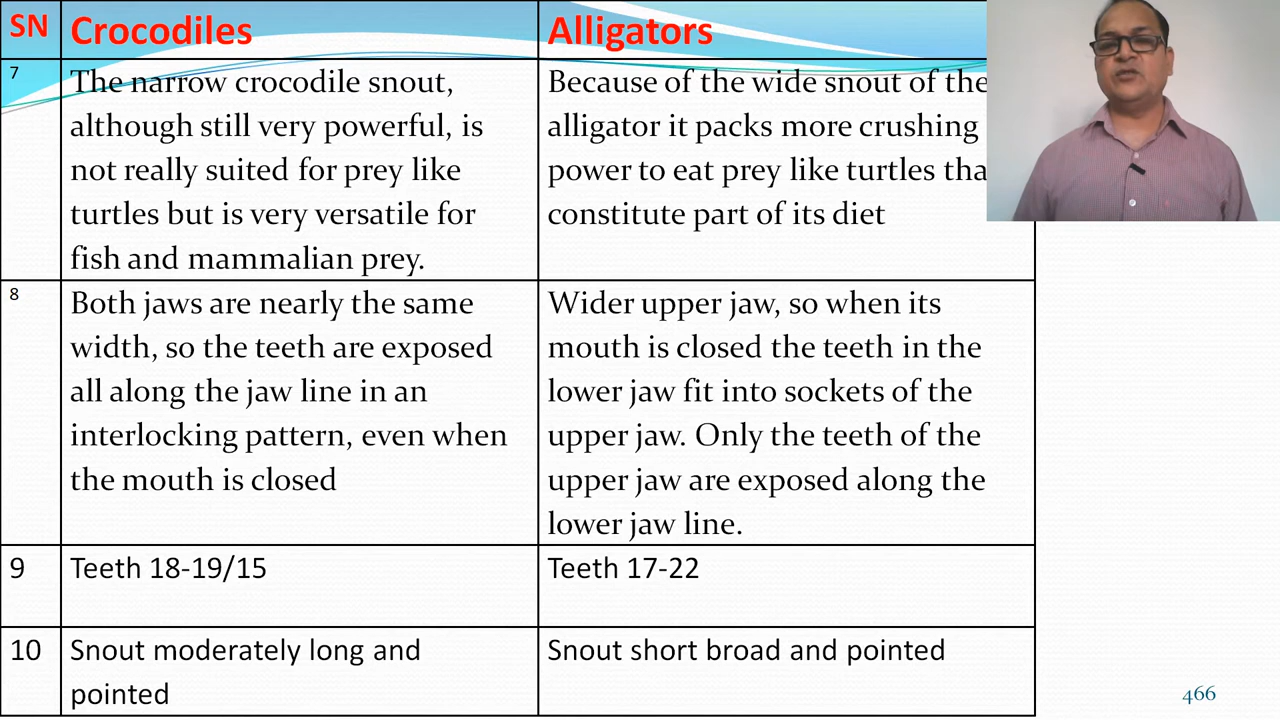 SN Crocodiles Alligators
7
The narrow crocodile snout,
although still very powerful, is
not really suited for prey like
turtles but is very versatile for
fish and mammalian prey.
Because of the wide snout of the
alligator it packs more crushing
power to eat prey like turtles tha
constitute part of its diet
8
Both jaws are nearly the same
width, so the teeth are exposed
all along the jaw line in an
interlocking pattern, even when
the mouth is closed
Wider upper jaw, so when its
mouth is closed the teeth in the
lower jaw fit into sockets of the
upper jaw. Only the teeth of the
upper jaw are exposed along the
lower jaw line.
9
Teeth 18-19/15
Teeth 17-22
10
Snout moderately long and
pointed
Snout short broad and pointed
466